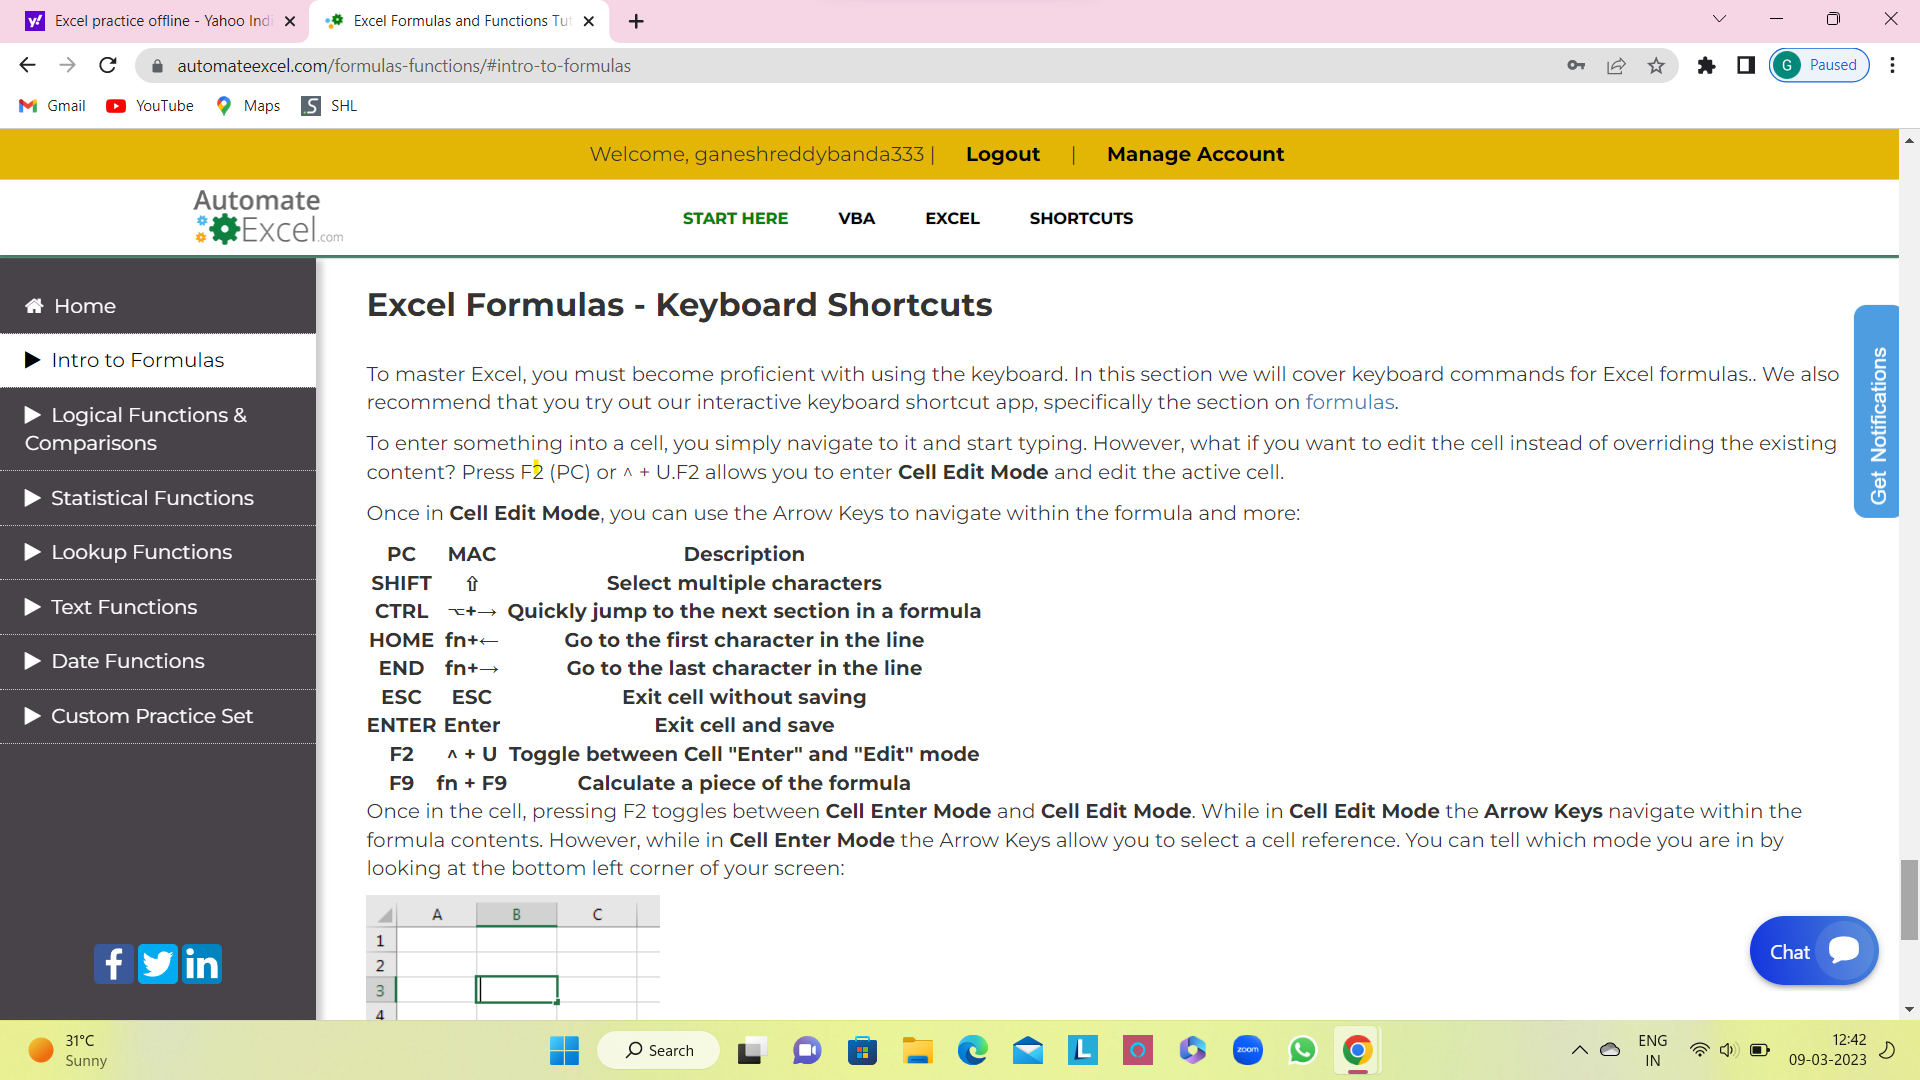 Excel practice offline - Yahoo Indi
Excel Formulas and Functions Tut
automateexcel.com/formulas-functions/#intro-to-formulas
G Paused
Gmail YouTube Maps SHL
Welcome, ganeshreddybanda333 | Logout | Manage Account
Automate
Excel.com
START HERE VBA EXCEL SHORTCUTS
Home
Intro to Formulas
Logical Functions &
Comparisons
Statistical Functions
Lookup Functions
Text Functions
Date Functions
Custom Practice Set
Excel Formulas - Keyboard Shortcuts
To master Excel, you must become proficient with using the keyboard. In this section we will cover keyboard commands for Excel formulas.. We also
recommend that you try out our interactive keyboard shortcut app, specifically the section on formulas.
To enter something into a cell, you simply navigate to it and start typing. However, what if you want to edit the cell instead of overriding the existing
content? Press F2 (PC) or ^ + U.F2 allows you to enter Cell Edit Mode and edit the active cell.
Once in Cell Edit Mode, you can use the Arrow Keys to navigate within the formula and more:
PC MAC Description
SHIFT ⇧ Select multiple characters
CTRL ⌥+→ Quickly jump to the next section in a formula
HOME fn+← Go to the first character in the line
END fn+→ Go to the last character in the line
ESC ESC Exit cell without saving
ENTER Enter Exit cell and save
F2 ^ + U Toggle between Cell "Enter" and "Edit" mode
F9 fn + F9 Calculate a piece of the formula
Once in the cell, pressing F2 toggles between Cell Enter Mode and Cell Edit Mode. While in Cell Edit Mode the Arrow Keys navigate within the
formula contents. However, while in Cell Enter Mode the Arrow Keys allow you to select a cell reference. You can tell which mode you are in by
looking at the bottom left corner of your screen:
A B C
1
2
3
4
Get Notifications
Chat
31°C
Sunny
Search
zoom
ENG
IN
12:42
09-03-2023